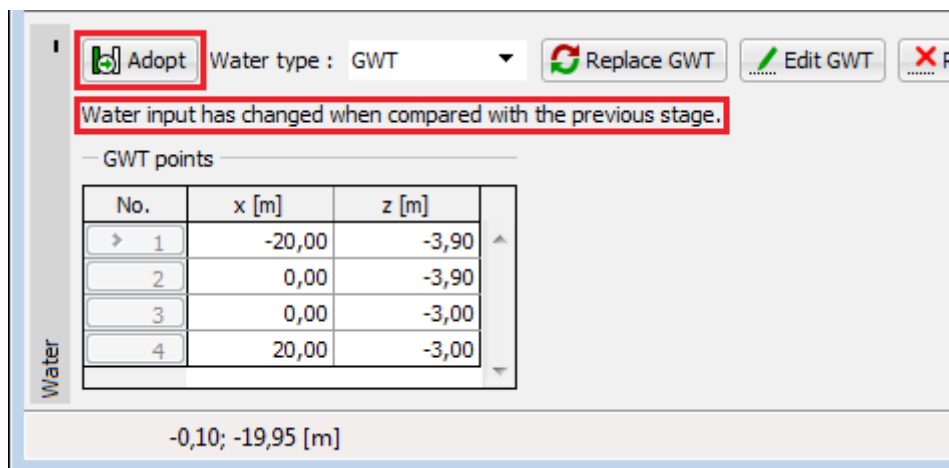 Adopt Water type : GWT Replace GWT Edit GWT
Water input has changed when compared with the previous stage.
GWT points
No. x [m] z [m]
1 -20,00 -3,90
2 0,00 -3,90
3 0,00 -3,00
4 20,00 -3,00
Water
-0,10; -19,95 [m]